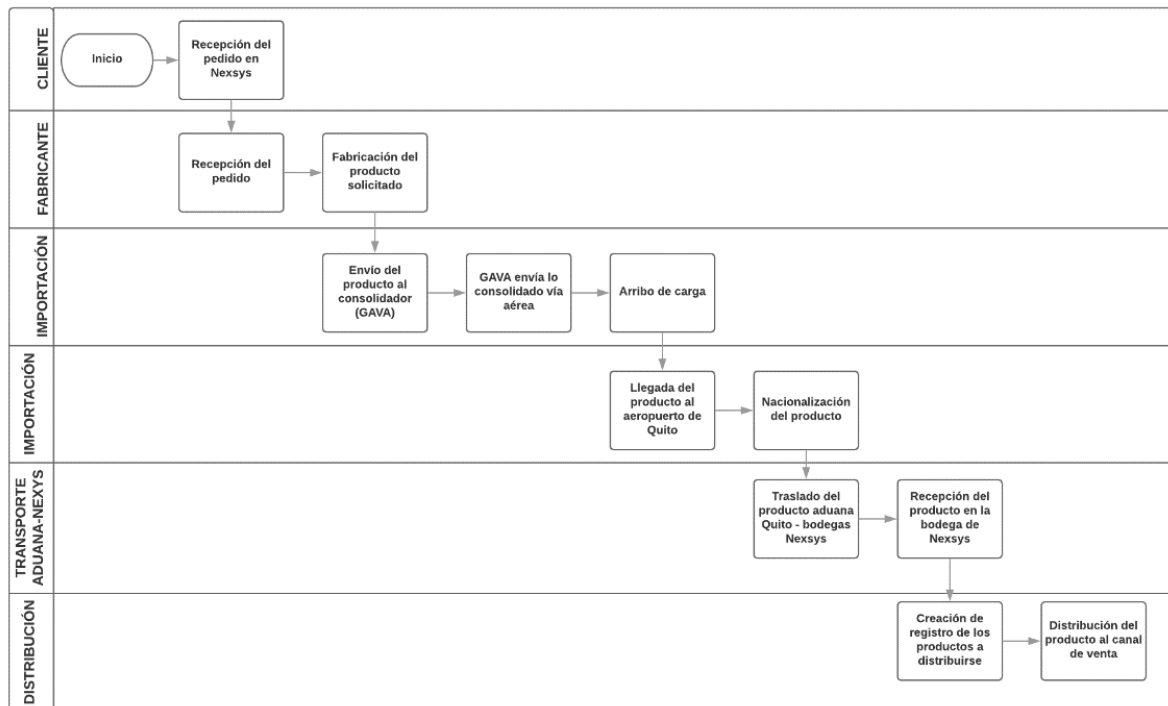 CLIENTE
Inicio
Recepción del
pedido en
Nexsys
FABRICANTE
Recepción del
pedido
Fabricación del
producto
solicitado
IMPORTACIÓN
Envío del
producto al
consolidador
(GAVA)
GAVA envía lo
consolidado vía
aérea
Arribo de carga
IMPORTACIÓN
Llegada del
producto al
aeropuerto de
Quito
Nacionalización
del producto
TRANSPORTE
ADUANA-NEXYS
Traslado del
producto aduana
Quito - bodegas
Nexsys
Recepción del
producto en la
bodega de
Nexsys
DISTRIBUCIÓN
Creación de
registro de los
productos a
distribuirse
Distribución del
producto al canal
de venta